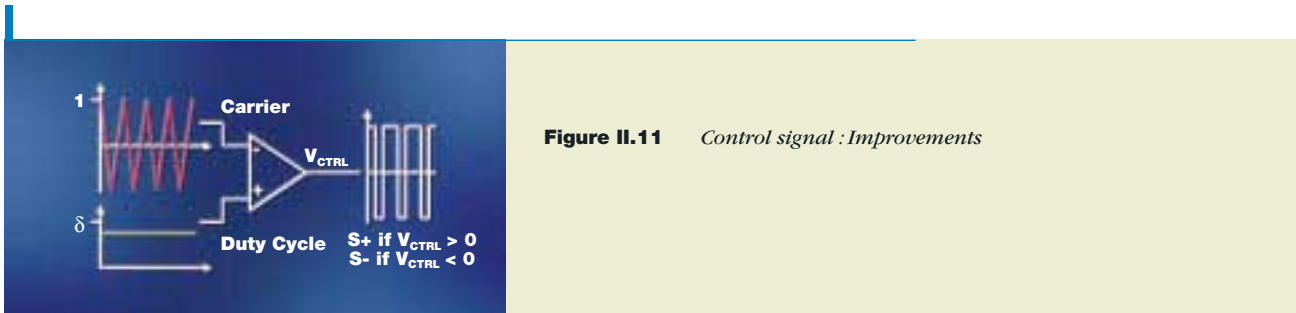 1
Carrier
-
V_CTRL
+
δ
Duty Cycle
S+ if V_CTRL > 0
S- if V_CTRL < 0
Figure II.11 Control signal : Improvements